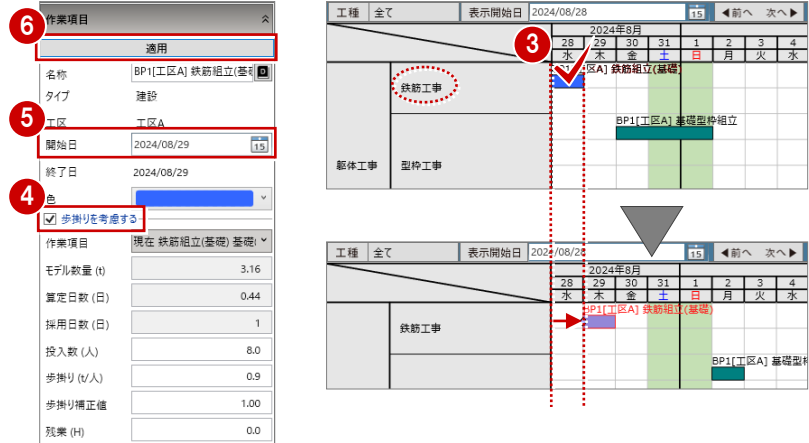 作業項目
6
適用
名称 BP1[工区A] 鉄筋組立(基礎 D
タイプ 建設
工区 工区A
5
開始日 2024/08/29 15
終了日 2024/08/29
4
色
歩掛りを考慮する
作業項目 現在 鉄筋組立(基礎) 基礎
モデル数量 (t) 3.16
算定日数 (日) 0.44
採用日数 (日) 1
投入数 (人) 8.0
歩掛り (t/人) 0.9
歩掛り補正値 1.00
残業 (H) 0.0
工種 全て 表示開始日 2024/08/28 15 ◀前へ 次へ▶
3
2024年8月
28 29 30 31 1 2 3 4
水 木 金 土 日 月 火 水
区A] 鉄筋組立(基礎)
鉄筋工事
BP1[工区A] 基礎型枠組立
躯体工事 型枠工事
工種 全て 表示開始日 2024/08/28 15 ◀前へ 次へ▶
2024年8月
28 29 30 31 1 2 3 4
水 木 金 土 日 月 火 水
BP1[工区A] 鉄筋組立(基礎)
鉄筋工事
BP1[工区A] 基礎型枠